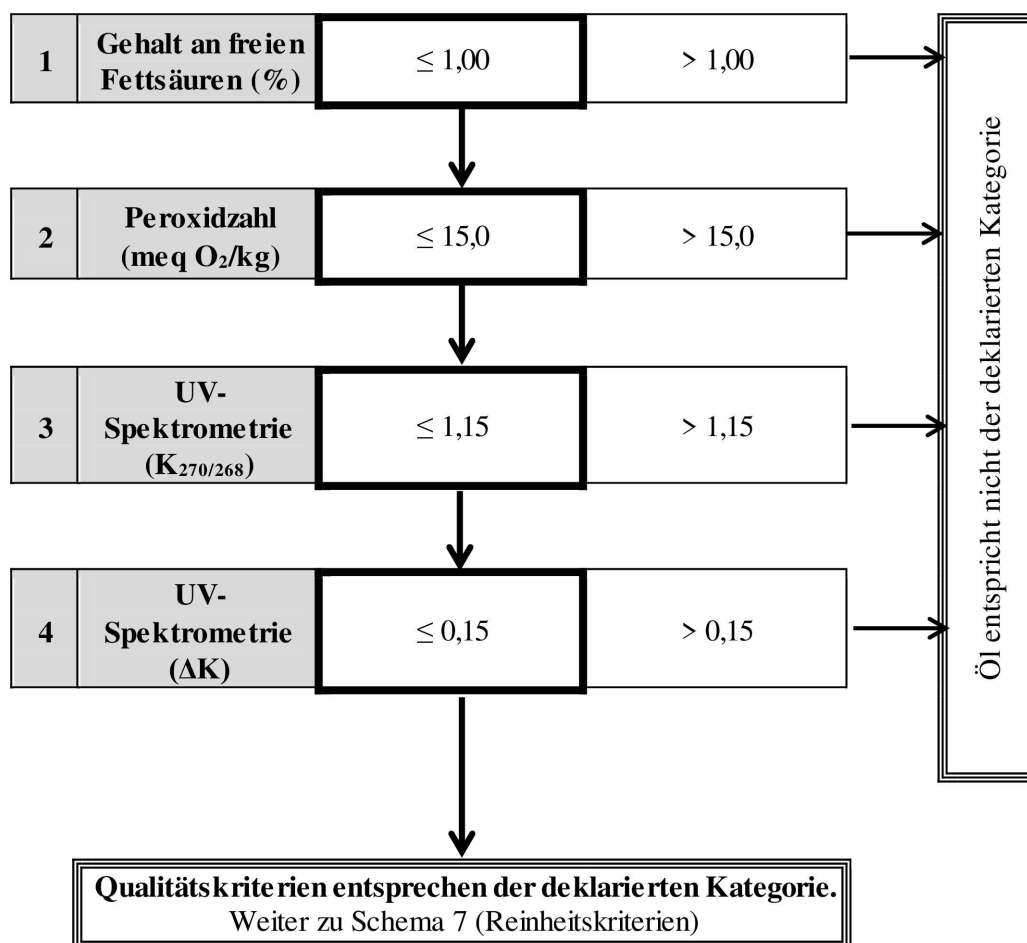 1
Gehalt an freien
Fettsäuren (%)
≤ 1,00
> 1,00
2
Peroxidzahl
(meq O₂/kg)
≤ 15,0
> 15,0
3
UV-
Spektrometrie
(K₂₇₀/₂₆₈)
≤ 1,15
> 1,15
4
UV-
Spektrometrie
(ΔK)
≤ 0,15
> 0,15
Öl entspricht nicht der deklarierten Kategorie
Qualitätskriterien entsprechen der deklarierten Kategorie.
Weiter zu Schema 7 (Reinheitskriterien)